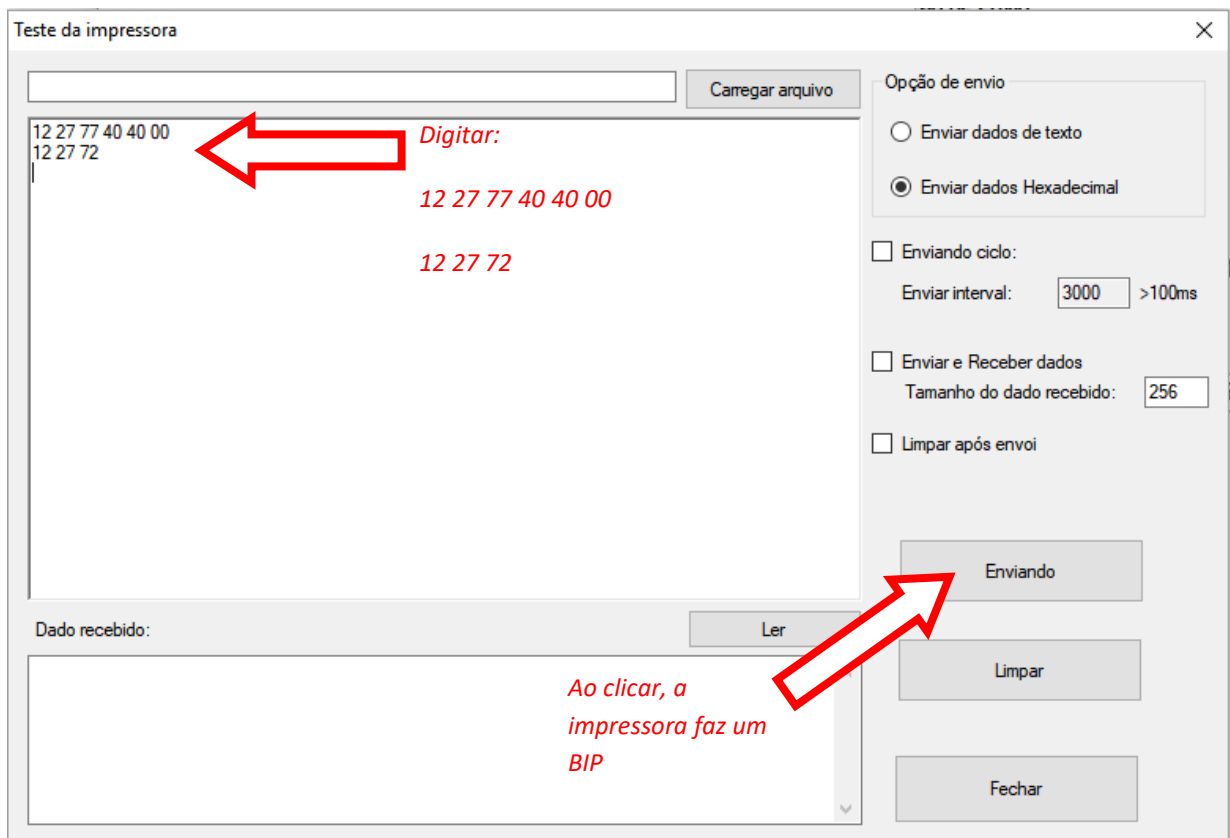 Teste da impressora
Carregar arquivo
12 27 77 40 40 00
12 27 72
Digitar:
12 27 77 40 40 00
12 27 72
Opção de envio
Enviar dados de texto
Enviar dados Hexadecimal
Enviando ciclo:
Enviar interval: 3000 >100ms
Enviar e Receber dados
Tamanho do dado recebido: 256
Limpar após envoi
Enviando
Dado recebido:
Ler
Limpar
Ao clicar, a
impressora faz um
BIP
Fechar